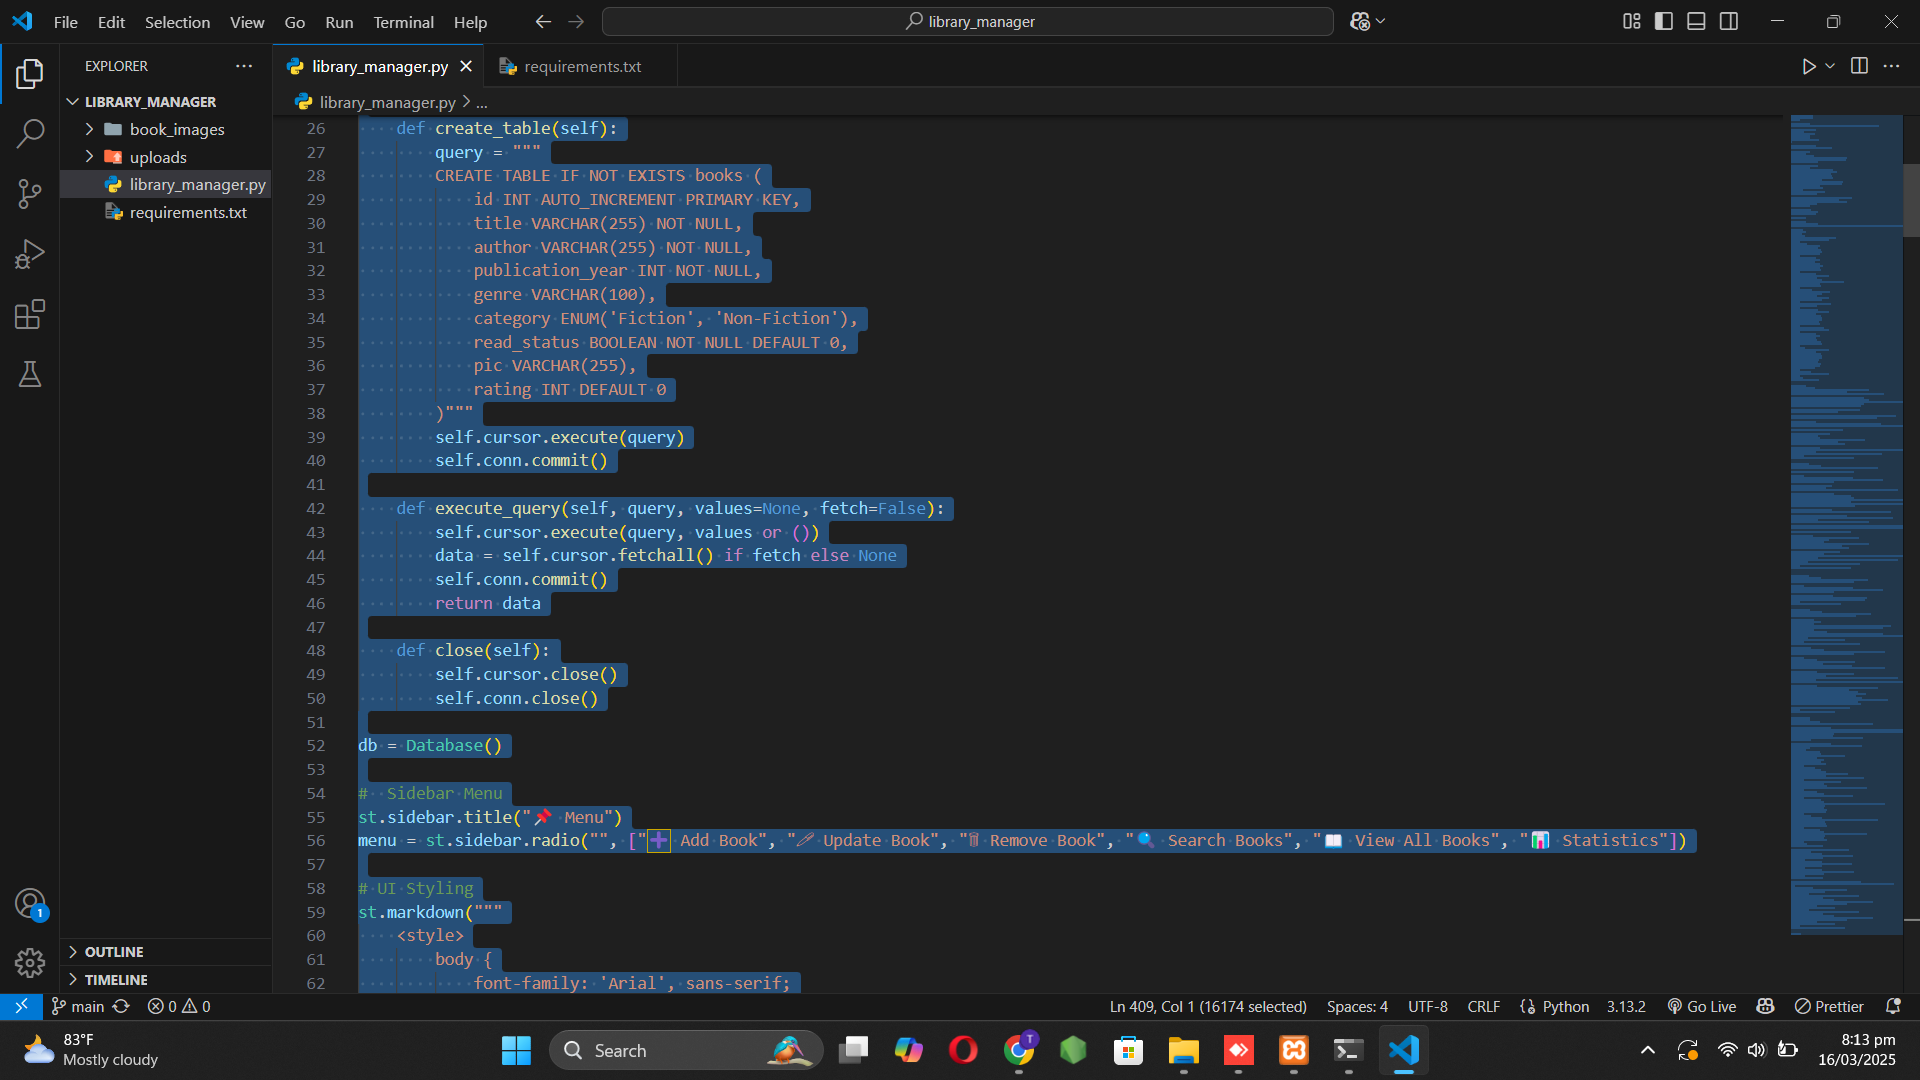 File Edit Selection View Go Run Terminal Help
library_manager
EXPLORER
LIBRARY_MANAGER
book_images
uploads
library_manager.py
requirements.txt
OUTLINE
TIMELINE
library_manager.py
requirements.txt
library_manager.py > ...
26 def create_table(self):
27 query = """
28 CREATE TABLE IF NOT EXISTS books (
29 id INT AUTO_INCREMENT PRIMARY KEY,
30 title VARCHAR(255) NOT NULL,
31 author VARCHAR(255) NOT NULL,
32 publication_year INT NOT NULL,
33 genre VARCHAR(100),
34 category ENUM('Fiction', 'Non-Fiction'),
35 read_status BOOLEAN NOT NULL DEFAULT 0,
36 pic VARCHAR(255),
37 rating INT DEFAULT 0
38 )"""
39 self.cursor.execute(query)
40 self.conn.commit()
41
42 def execute_query(self, query, values=None, fetch=False):
43 self.cursor.execute(query, values or ())
44 data = self.cursor.fetchall() if fetch else None
45 self.conn.commit()
46 return data
47
48 def close(self):
49 self.cursor.close()
50 self.conn.close()
51
52 db = Database()
53
54 # Sidebar Menu
55 st.sidebar.title("📌 Menu")
56 menu = st.sidebar.radio("", ["➕ Add Book", "🖊 Update Book", "🗑 Remove Book", "🔍 Search Books", "📖 View All Books", "📊 Statistics"])
57
58 # UI Styling
59 st.markdown("""
60 <style>
61 body {
62 font-family: 'Arial', sans-serif;
1
main 0 0
Ln 409, Col 1 (16174 selected) Spaces: 4 UTF-8 CRLF Python 3.13.2 Go Live Prettier
83°F
Mostly cloudy
Search
T
8:13 pm
16/03/2025